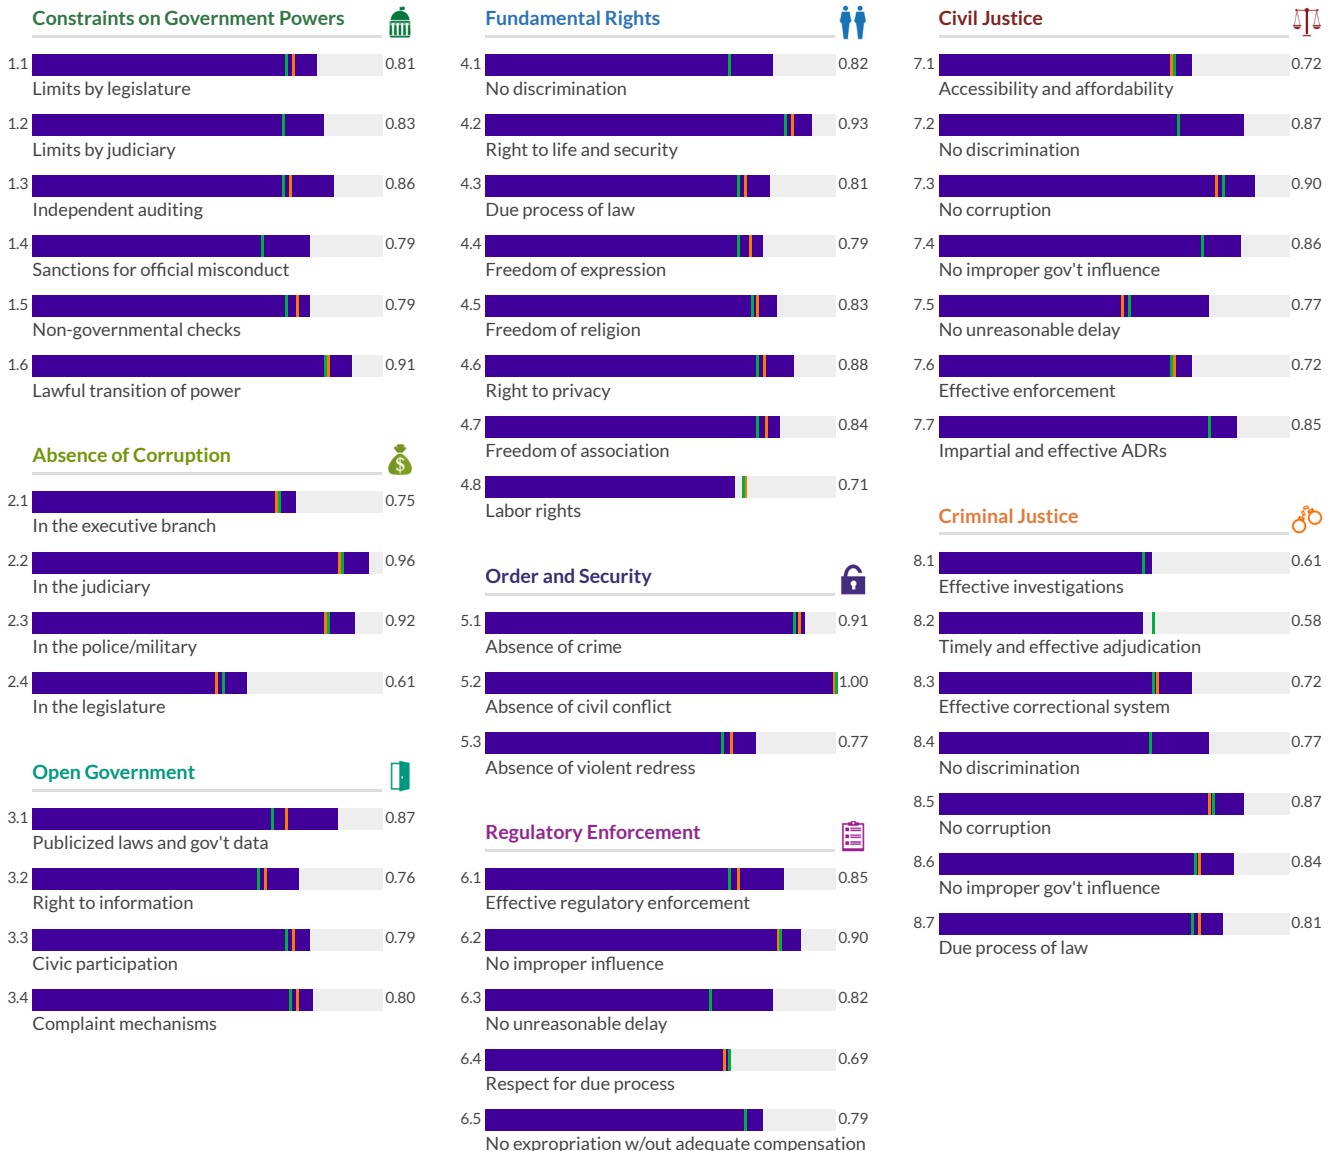 Constraints on Government Powers
1.1 0.81
Limits by legislature
1.2 0.83
Limits by judiciary
1.3 0.86
Independent auditing
1.4 0.79
Sanctions for official misconduct
1.5 0.79
Non-governmental checks
1.6 0.91
Lawful transition of power
Absence of Corruption
$
2.1 0.75
In the executive branch
2.2 0.96
In the judiciary
2.3 0.92
In the police/military
2.4 0.61
In the legislature
Open Government
3.1 0.87
Publicized laws and gov't data
3.2 0.76
Right to information
3.3 0.79
Civic participation
3.4 0.80
Complaint mechanisms
Fundamental Rights
4.1 0.82
No discrimination
4.2 0.93
Right to life and security
4.3 0.81
Due process of law
4.4 0.79
Freedom of expression
4.5 0.83
Freedom of religion
4.6 0.88
Right to privacy
4.7 0.84
Freedom of association
4.8 0.71
Labor rights
Order and Security
5.1 0.91
Absence of crime
5.2 1.00
Absence of civil conflict
5.3 0.77
Absence of violent redress
Regulatory Enforcement
6.1 0.85
Effective regulatory enforcement
6.2 0.90
No improper influence
6.3 0.82
No unreasonable delay
6.4 0.69
Respect for due process
6.5 0.79
No expropriation w/out adequate compensation
Civil Justice
7.1 0.72
Accessibility and affordability
7.2 0.87
No discrimination
7.3 0.90
No corruption
7.4 0.86
No improper gov't influence
7.5 0.77
No unreasonable delay
7.6 0.72
Effective enforcement
7.7 0.85
Impartial and effective ADRs
Criminal Justice
8.1 0.61
Effective investigations
8.2 0.58
Timely and effective adjudication
8.3 0.72
Effective correctional system
8.4 0.77
No discrimination
8.5 0.87
No corruption
8.6 0.84
No improper gov't influence
8.7 0.81
Due process of law